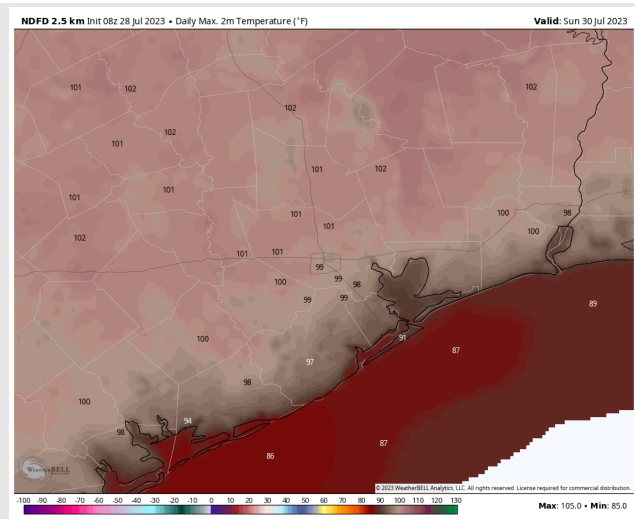 NDFD 2.5 km Init 08z 28 Jul 2023 • Daily Max. 2m Temperature (°F) Valid: Sun 30 Jul 2023
101 102 102
102
102
101
101 102
101
101
101 100 98
101 100
102
101 101
99
100 99 98
99 99
89
100 91
87
97
98
100
94
98
87
86
WeatherBELL
© 2023 WeatherBELL Analytics, LLC. All rights reserved. License required for commercial distribution.
-100 -90 -80 -70 -60 -50 -40 -30 -20 -10 0 10 20 30 40 50 60 70 80 90 100 110 120 130
Max: 105.0 • Min: 85.0